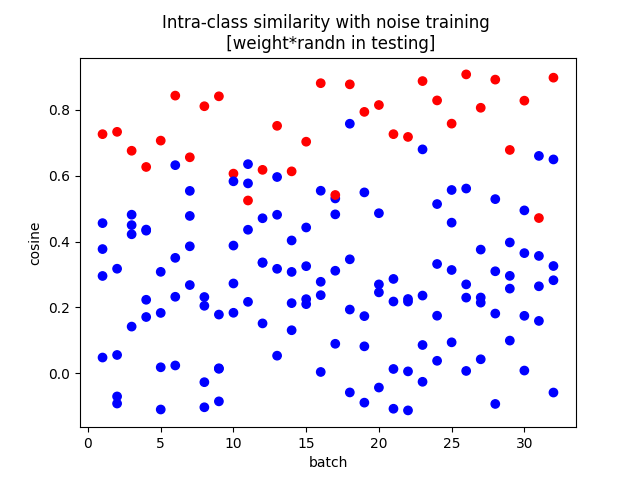 Intra-class similarity with noise training
[weight*randn in testing]
cosine
0.8
0.6
0.4
0.2
0.0
0 5 10 15 20 25 30
batch